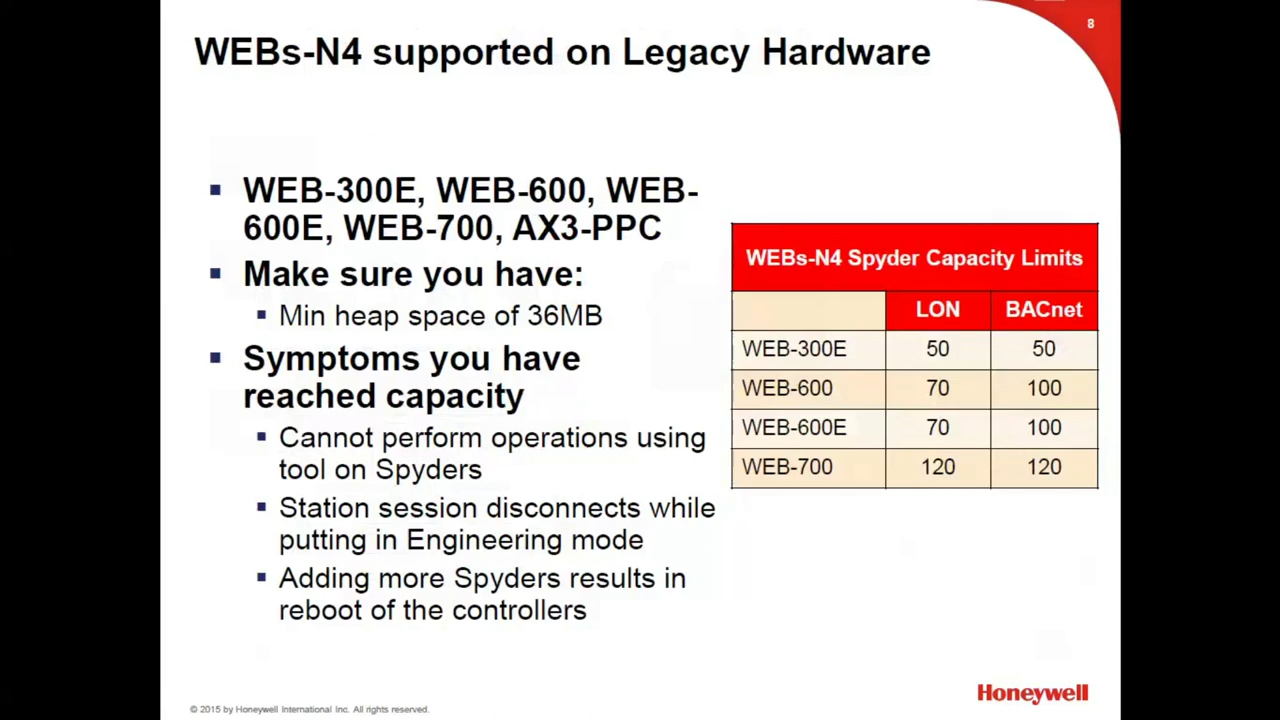 8
WEBs-N4 supported on Legacy Hardware
WEB-300E, WEB-600, WEB-
600E, WEB-700, AX3-PPC
Make sure you have:
Min heap space of 36MB
Symptoms you have
reached capacity
Cannot perform operations using
tool on Spyders
Station session disconnects while
putting in Engineering mode
Adding more Spyders results in
reboot of the controllers
WEBs-N4 Spyder Capacity Limits
LON BACnet
WEB-300E 50 50
WEB-600 70 100
WEB-600E 70 100
WEB-700 120 120
© 2015 by Honeywell International Inc. All rights reserved.
Honeywell